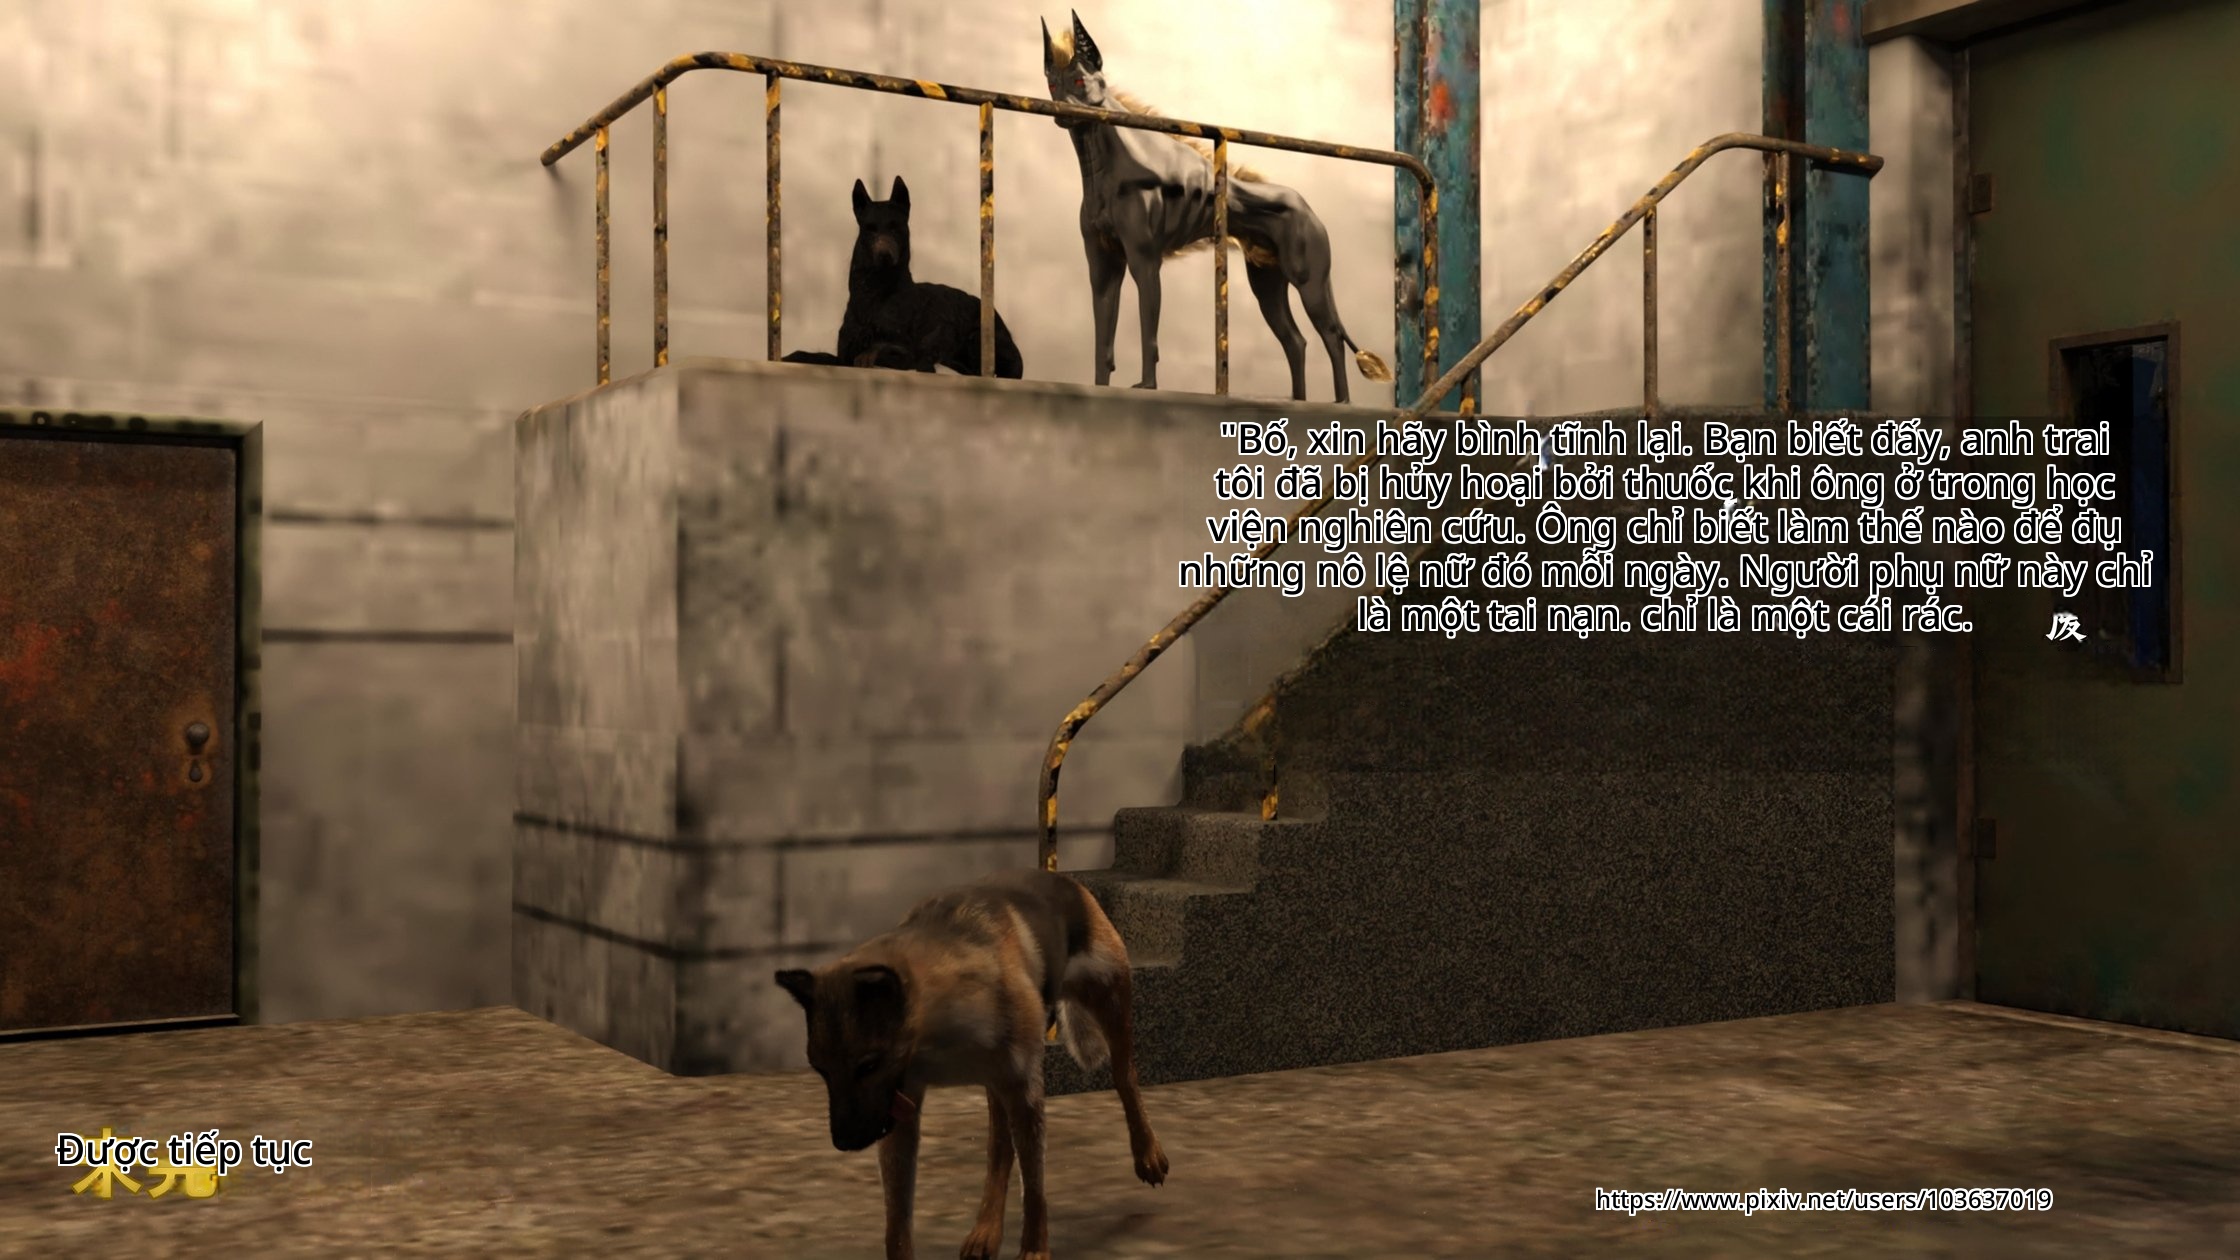 "Bố, xin hãy bình tĩnh lại. Bạn biết đấy, anh trai
tôi đã bị hủy hoại bởi thuốc khi ông ở trong học
viện nghiên cứu. Ông chỉ biết làm thế nào để đụ
những nô lệ nữ đó mỗi ngày. Người phụ nữ này chỉ
là một tai nạn. chỉ là một cái rác.
Được tiếp tục
https://www.pixiv.net/users/103637019